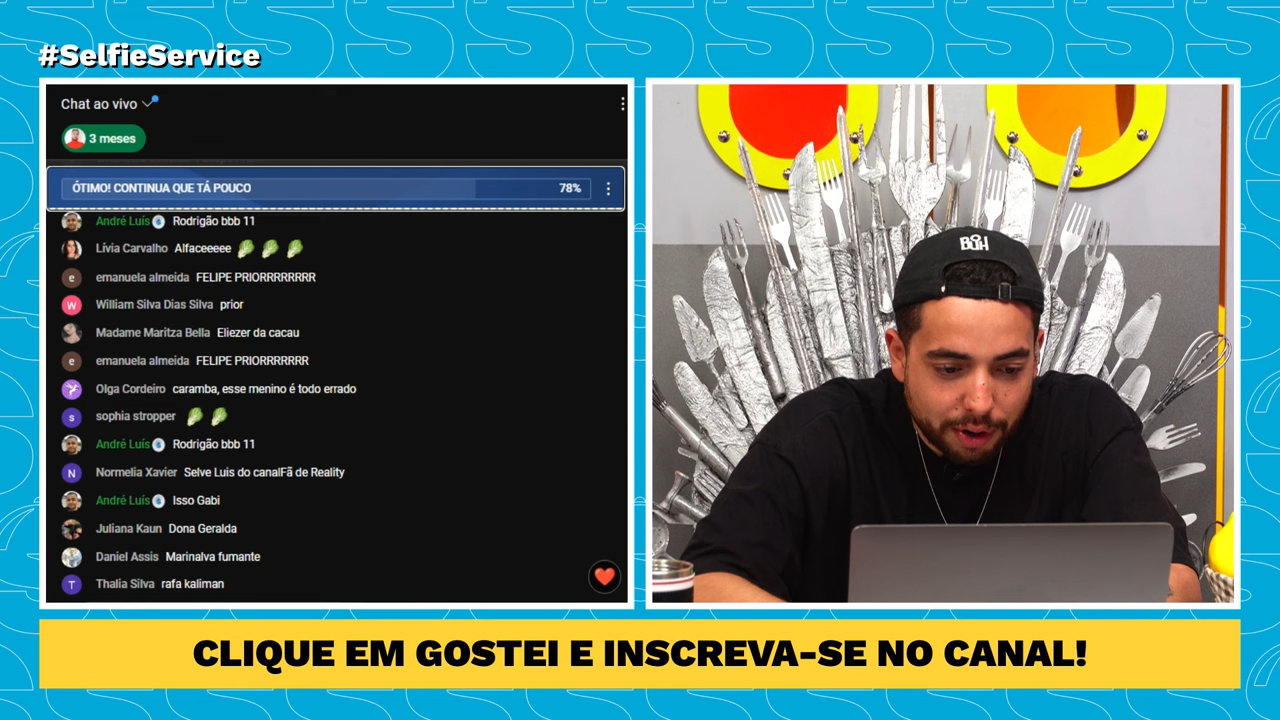 #SelfieService
Chat ao vivo
3 meses
ÓTIMO! CONTINUA QUE TÁ POUCO 78%
André Luís Rodrigão bbb 11
Lívia Carvalho Alfaceeeee
e emanuela almeida FELIPE PRIORRRRRRRR
W William Silva Dias Silva prior
Madame Maritza Bella Eliezer da cacau
e emanuela almeida FELIPE PRIORRRRRRR
Olga Cordeiro caramba, esse menino é todo errado
s sophia stropper
André Luís Rodrigão bbb 11
N Normelia Xavier Selve Luis do canalFã de Reality
André Luís Isso Gabi
Juliana Kaun Dona Geralda
Daniel Assis Marinalva fumante
T Thalia Silva rafa kaliman
CLIQUE EM GOSTEI E INSCREVA-SE NO CANAL!